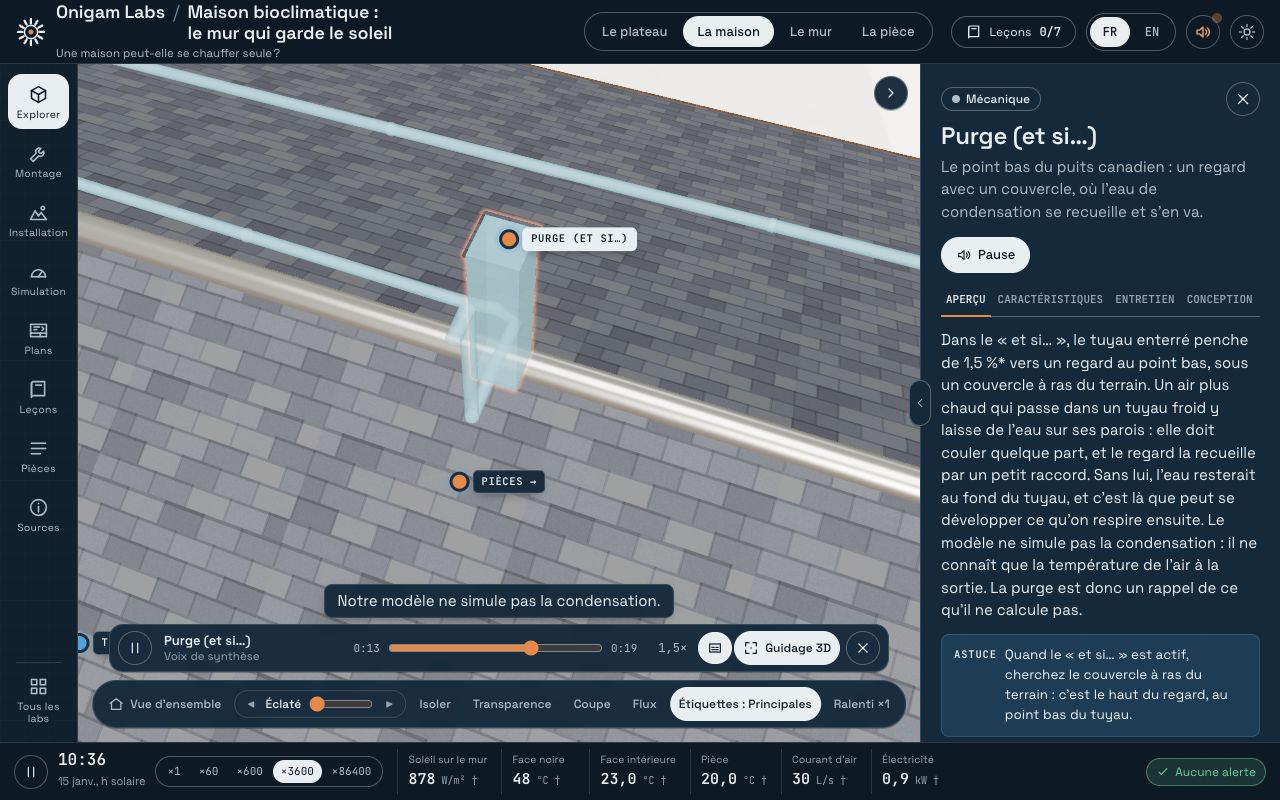 Onigam Labs / Maison bioclimatique :
le mur qui garde le soleil
Une maison peut-elle se chauffer seule ?
Le plateau
La maison
Le mur
La pièce
Leçons 0/7
FR
EN
Explorer
Montage
Installation
Simulation
Plans
Leçons
Pièces
Sources
Tous les
labs
PURGE (ET SI…)
PIÈCES →
T
Notre modèle ne simule pas la condensation.
Purge (et si…)
Voix de synthèse
0:13
0:19
1,5×
Guidage 3D
Vue d'ensemble
◄ Éclaté ►
Isoler
Transparence
Coupe
Flux
Étiquettes : Principales
Ralenti ×1
Mécanique
Purge (et si…)
Le point bas du puits canadien : un regard
avec un couvercle, où l'eau de
condensation se recueille et s'en va.
Pause
APERÇU
CARACTÉRISTIQUES
ENTRETIEN
CONCEPTION
Dans le « et si… », le tuyau enterré penche
de 1,5 %* vers un regard au point bas, sous
un couvercle à ras du terrain. Un air plus
chaud qui passe dans un tuyau froid y
laisse de l'eau sur ses parois : elle doit
couler quelque part, et le regard la recueille
par un petit raccord. Sans lui, l'eau resterait
au fond du tuyau, et c'est là que peut se
développer ce qu'on respire ensuite. Le
modèle ne simule pas la condensation : il ne
connaît que la température de l'air à la
sortie. La purge est donc un rappel de ce
qu'il ne calcule pas.
ASTUCE
Quand le « et si… » est actif,
cherchez le couvercle à ras du
terrain : c'est le haut du regard, au
point bas du tuyau.
10:36
15 janv., h solaire
×1
×60
×600
×3600
×86400
Soleil sur le mur
878 W/m² †
Face noire
48 °C †
Face intérieure
23,0 °C †
Pièce
20,0 °C †
Courant d'air
30 L/s †
Électricité
0,9 kW †
Aucune alerte